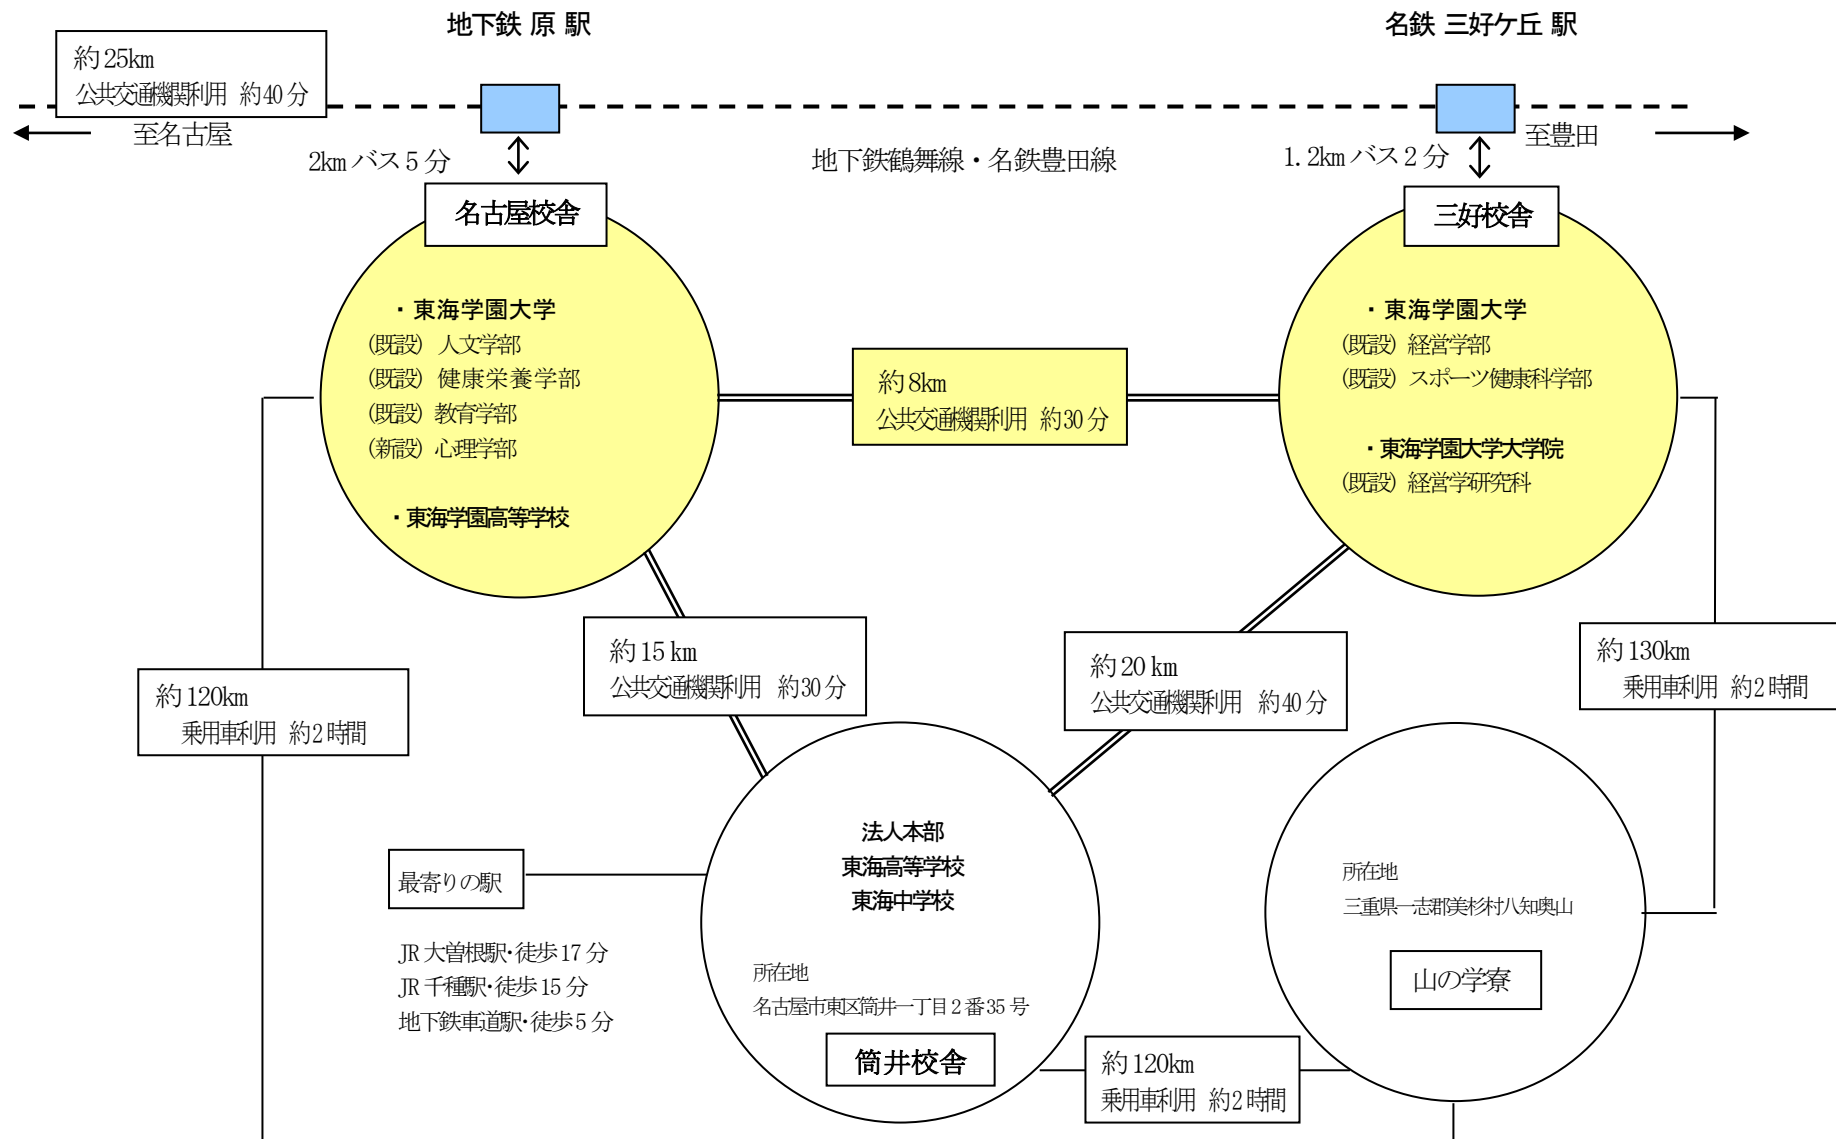 地下鉄 原 駅
名鉄 三好ケ丘 駅
約25km
公共交通機関利用 約40分
至名古屋
2km バス5分
地下鉄鶴舞線・名鉄豊田線
1.2km バス2分
至豊田
名古屋校舎
・東海学園大学
(既設) 人文学部
(既設) 健康栄養学部
(既設) 教育学部
(新設) 心理学部
・東海学園高等学校
約8km
公共交通機関利用 約30分
三好校舎
・東海学園大学
(既設) 経営学部
(既設) スポーツ健康科学部
・東海学園大学大学院
(既設) 経営学研究科
約120km
乗用車利用 約2時間
約15 km
公共交通機関利用 約30分
約20 km
公共交通機関利用 約40分
約130km
乗用車利用 約2時間
最寄りの駅
JR 大曽根駅・徒歩17分
JR 千種駅・徒歩15分
地下鉄車道駅・徒歩5分
法人本部
東海高等学校
東海中学校
所在地
名古屋市東区筒井一丁目2番35号
筒井校舎
所在地
三重県一志郡美杉村八知奥山
山の学寮
約120km
乗用車利用 約2時間